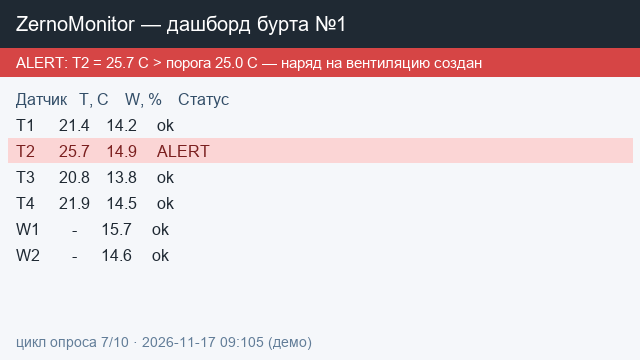 ZernoMonitor — дашборд бурта №1
ALERT: T2 = 25.7 C > порога 25.0 C — наряд на вентиляцию создан
Датчик T, C W, % Статус
T1 21.4 14.2 ok
T2 25.7 14.9 ALERT
T3 20.8 13.8 ok
T4 21.9 14.5 ok
W1 - 15.7 ok
W2 - 14.6 ok
цикл опроса 7/10 · 2026-11-17 09:105 (демо)